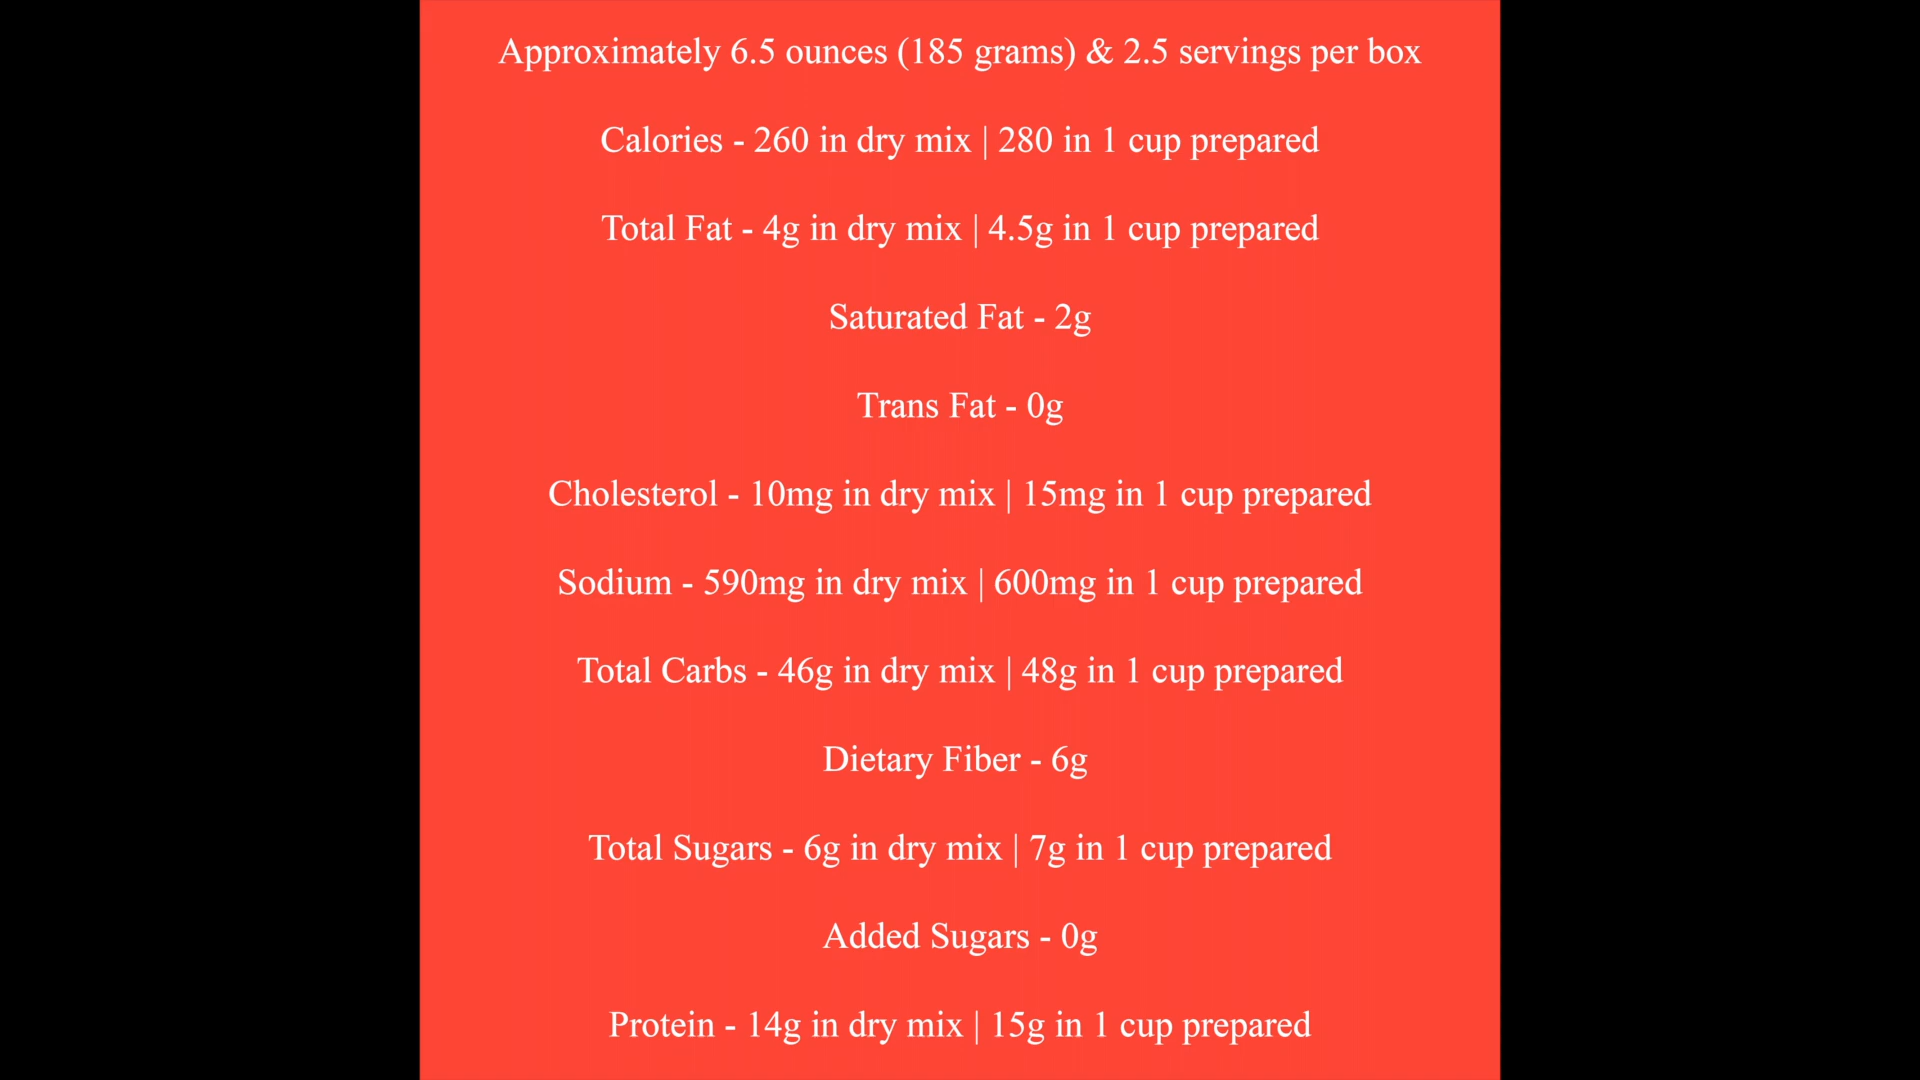 Approximately 6.5 ounces (185 grams) & 2.5 servings per box
Calories - 260 in dry mix | 280 in 1 cup prepared
Total Fat - 4g in dry mix | 4.5g in 1 cup prepared
Saturated Fat - 2g
Trans Fat - 0g
Cholesterol - 10mg in dry mix | 15mg in 1 cup prepared
Sodium - 590mg in dry mix | 600mg in 1 cup prepared
Total Carbs - 46g in dry mix | 48g in 1 cup prepared
Dietary Fiber - 6g
Total Sugars - 6g in dry mix | 7g in 1 cup prepared
Added Sugars - 0g
Protein - 14g in dry mix | 15g in 1 cup prepared